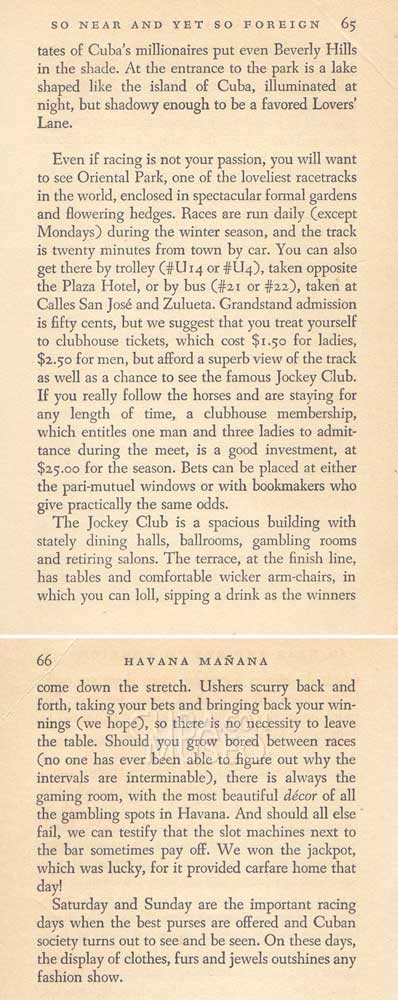 SO NEAR AND YET SO FOREIGN 65
tates of Cuba's millionaires put even Beverly Hills
in the shade. At the entrance to the park is a lake
shaped like the island of Cuba, illuminated at
night, but shadowy enough to be a favored Lovers'
Lane.
Even if racing is not your passion, you will want
to see Oriental Park, one of the loveliest racetracks
in the world, enclosed in spectacular formal gardens
and flowering hedges. Races are run daily (except
Mondays) during the winter season, and the track
is twenty minutes from town by car. You can also
get there by trolley (#U14 or #U4), taken opposite
the Plaza Hotel, or by bus (#21 or #22), taken at
Calles San José and Zulueta. Grandstand admission
is fifty cents, but we suggest that you treat yourself
to clubhouse tickets, which cost $1.50 for ladies,
$2.50 for men, but afford a superb view of the track
as well as a chance to see the famous Jockey Club.
If you really follow the horses and are staying for
any length of time, a clubhouse membership,
which entitles one man and three ladies to admit-
tance during the meet, is a good investment, at
$25.00 for the season. Bets can be placed at either
the pari-mutuel windows or with bookmakers who
give practically the same odds.
The Jockey Club is a spacious building with
stately dining halls, ballrooms, gambling rooms
and retiring salons. The terrace, at the finish line,
has tables and comfortable wicker arm-chairs, in
which you can loll, sipping a drink as the winners
66 HAVANA MAÑANA
come down the stretch. Ushers scurry back and
forth, taking your bets and bringing back your win-
nings (we hope), so there is no necessity to leave
the table. Should you grow bored between races
(no one has ever been able to figure out why the
intervals are interminable), there is always the
gaming room, with the most beautiful décor of all
the gambling spots in Havana. And should all else
fail, we can testify that the slot machines next to
the bar sometimes pay off. We won the jackpot,
which was lucky, for it provided carfare home that
day!
Saturday and Sunday are the important racing
days when the best purses are offered and Cuban
society turns out to see and be seen. On these days,
the display of clothes, furs and jewels outshines any
fashion show.